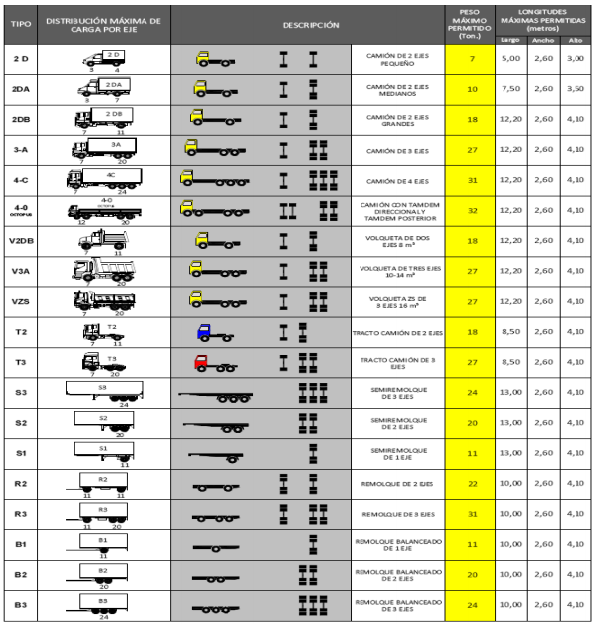 TIPO
DISTRIBUCIÓN MÁXIMA DE
CARGA POR EJE
DESCRIPCIÓN
PESO
MÁXIMO
PERMITIDO
(Ton.)
LONGITUDES
MÁXIMAS PERMITIDAS
(metros)
Largo Ancho Alto
2 D
2 D
3 4
CAMIÓN DE 2 EJES
PEQUEÑO
7 5,00 2,60 3,00
2DA
2 DA
3 7
CAMIÓN DE 2 EJES
MEDIANOS
10 7,50 2,60 3,50
2DB
2 DB
7 11
CAMIÓN DE 2 EJES
GRANDES
18 12,20 2,60 4,10
3-A
3A
7 20
CAMIÓN DE 3 EJES
27 12,20 2,60 4,10
4-C
4C
7 24
CAMIÓN DE 4 EJES
31 12,20 2,60 4,10
4-0
OCTOPUS
4-0
OCTOPUS
12 20
CAMIÓN CON TAMDEM
DIRECCIONAL Y
TAMDEM POSTERIOR
32 12,20 2,60 4,10
V2DB
7 11
VOLQUETA DE DOS
EJES 8 m³
18 12,20 2,60 4,10
V3A
7 20
VOLQUETA DE TRES EJES
10-14 m³
27 12,20 2,60 4,10
VZS
7 20
VOLQUETA ZS DE
3 EJES 16 m³
27 12,20 2,60 4,10
T2
T2
7 11
TRACTO CAMIÓN DE 2 EJES
18 8,50 2,60 4,10
T3
T3
7 20
TRACTO CAMIÓN DE 3
EJES
27 8,50 2,60 4,10
S3
S3
24
SEMIREMOLQUE
DE 3 EJES
24 13,00 2,60 4,10
S2
S2
20
SEMIREMOLQUE
DE 2 EJES
20 13,00 2,60 4,10
S1
S1
11
SEMIREMOLQUE
DE 1 EJE
11 13,00 2,60 4,10
R2
R2
11 11
REMOLQUE DE 2 EJES
22 10,00 2,60 4,10
R3
R3
11 20
REMOLQUE DE 3 EJES
31 10,00 2,60 4,10
B1
B1
11
REMOLQUE BALANCEADO
DE 1 EJE
11 10,00 2,60 4,10
B2
B2
20
REMOLQUE BALANCEADO
DE 2 EJES
20 10,00 2,60 4,10
B3
B3
24
REMOLQUE BALANCEADO
DE 3 EJES
24 10,00 2,60 4,10